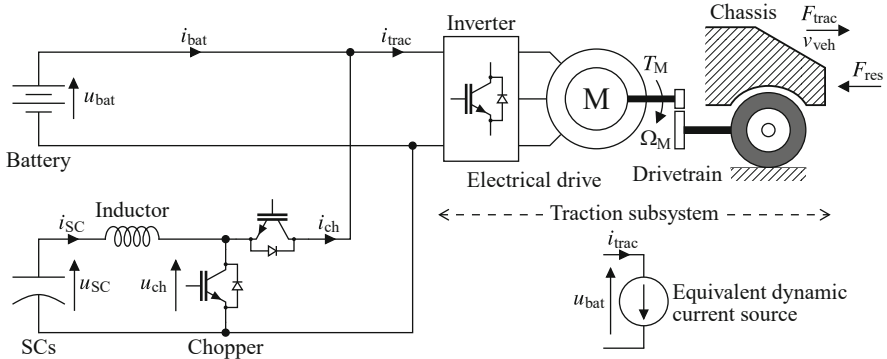 Inverter
Chassis
i_bat
i_trac
F_trac
v_veh
F_res
u_bat
T_M
M
Ω_M
Battery
Electrical drive
Drivetrain
Inductor
i_SC
i_ch
Traction subsystem
u_SC
u_ch
i_trac
u_bat
Equivalent dynamic
current source
SCs
Chopper